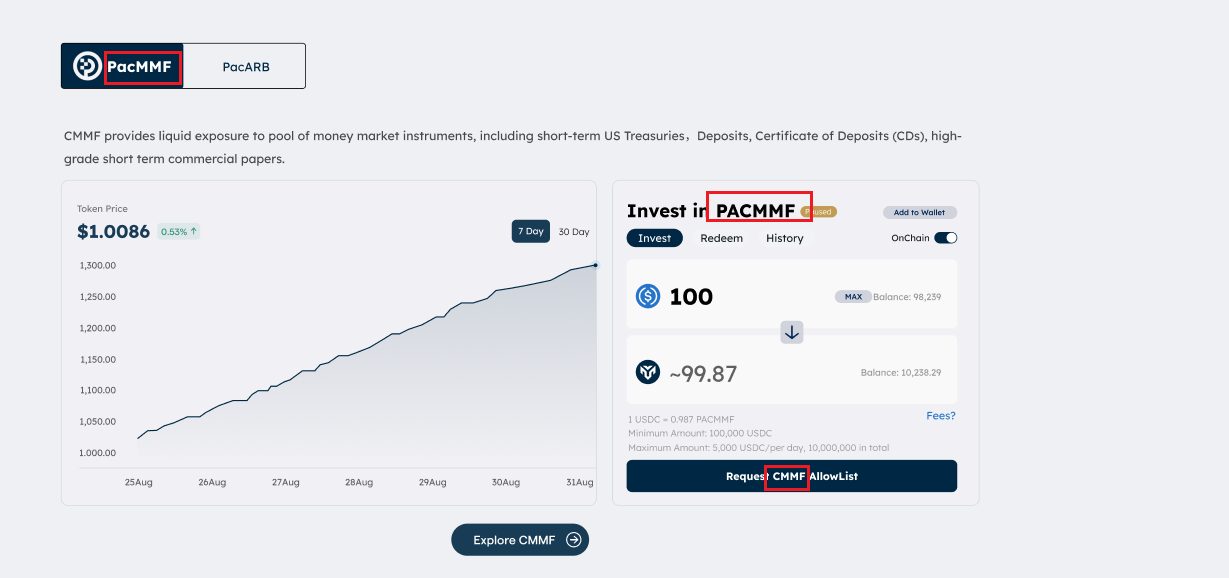 PacMMF
PacARB
CMMF provides liquid exposure to pool of money market instruments, including short-term US Treasuries，Deposits, Certificate of Deposits (CDs), high-
grade short term commercial papers.
Token Price
$1.0086 0.53% ↑
7 Day 30 Day
1,300.00
1,250.00
1,200.00
1,150.00
1,100.00
1,050.00
1.000.00
25Aug 26Aug 27Aug 28Aug 29Aug 30Aug 31Aug
Invest in PACMMF Paused
Add to Wallet
Invest Redeem History
OnChain
100
MAX Balance: 98,239
~99.87
Balance: 10,238.29
1 USDC = 0.987 PACMMF
Fees?
Minimum Amount: 100,000 USDC
Maximum Amount: 5,000 USDC/per day, 10,000,000 in total
Request CMMF AllowList
Explore CMMF